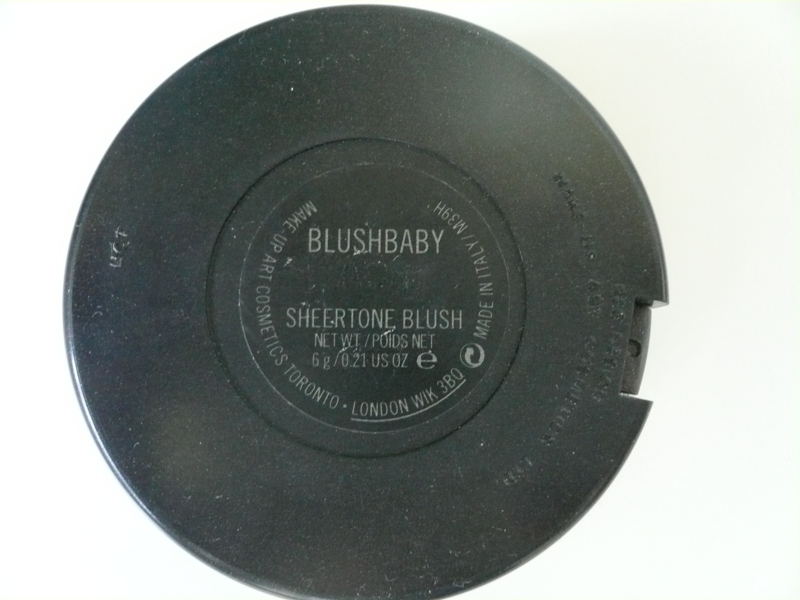 BLUSHBABY
SHEERTONE BLUSH
NET WT / POIDS NET
6 g / 0.21 US OZ ℮
MAKE-UP ART COSMETICS TORONTO • LONDON W1K 3BQ
MADE IN ITALY / M39H